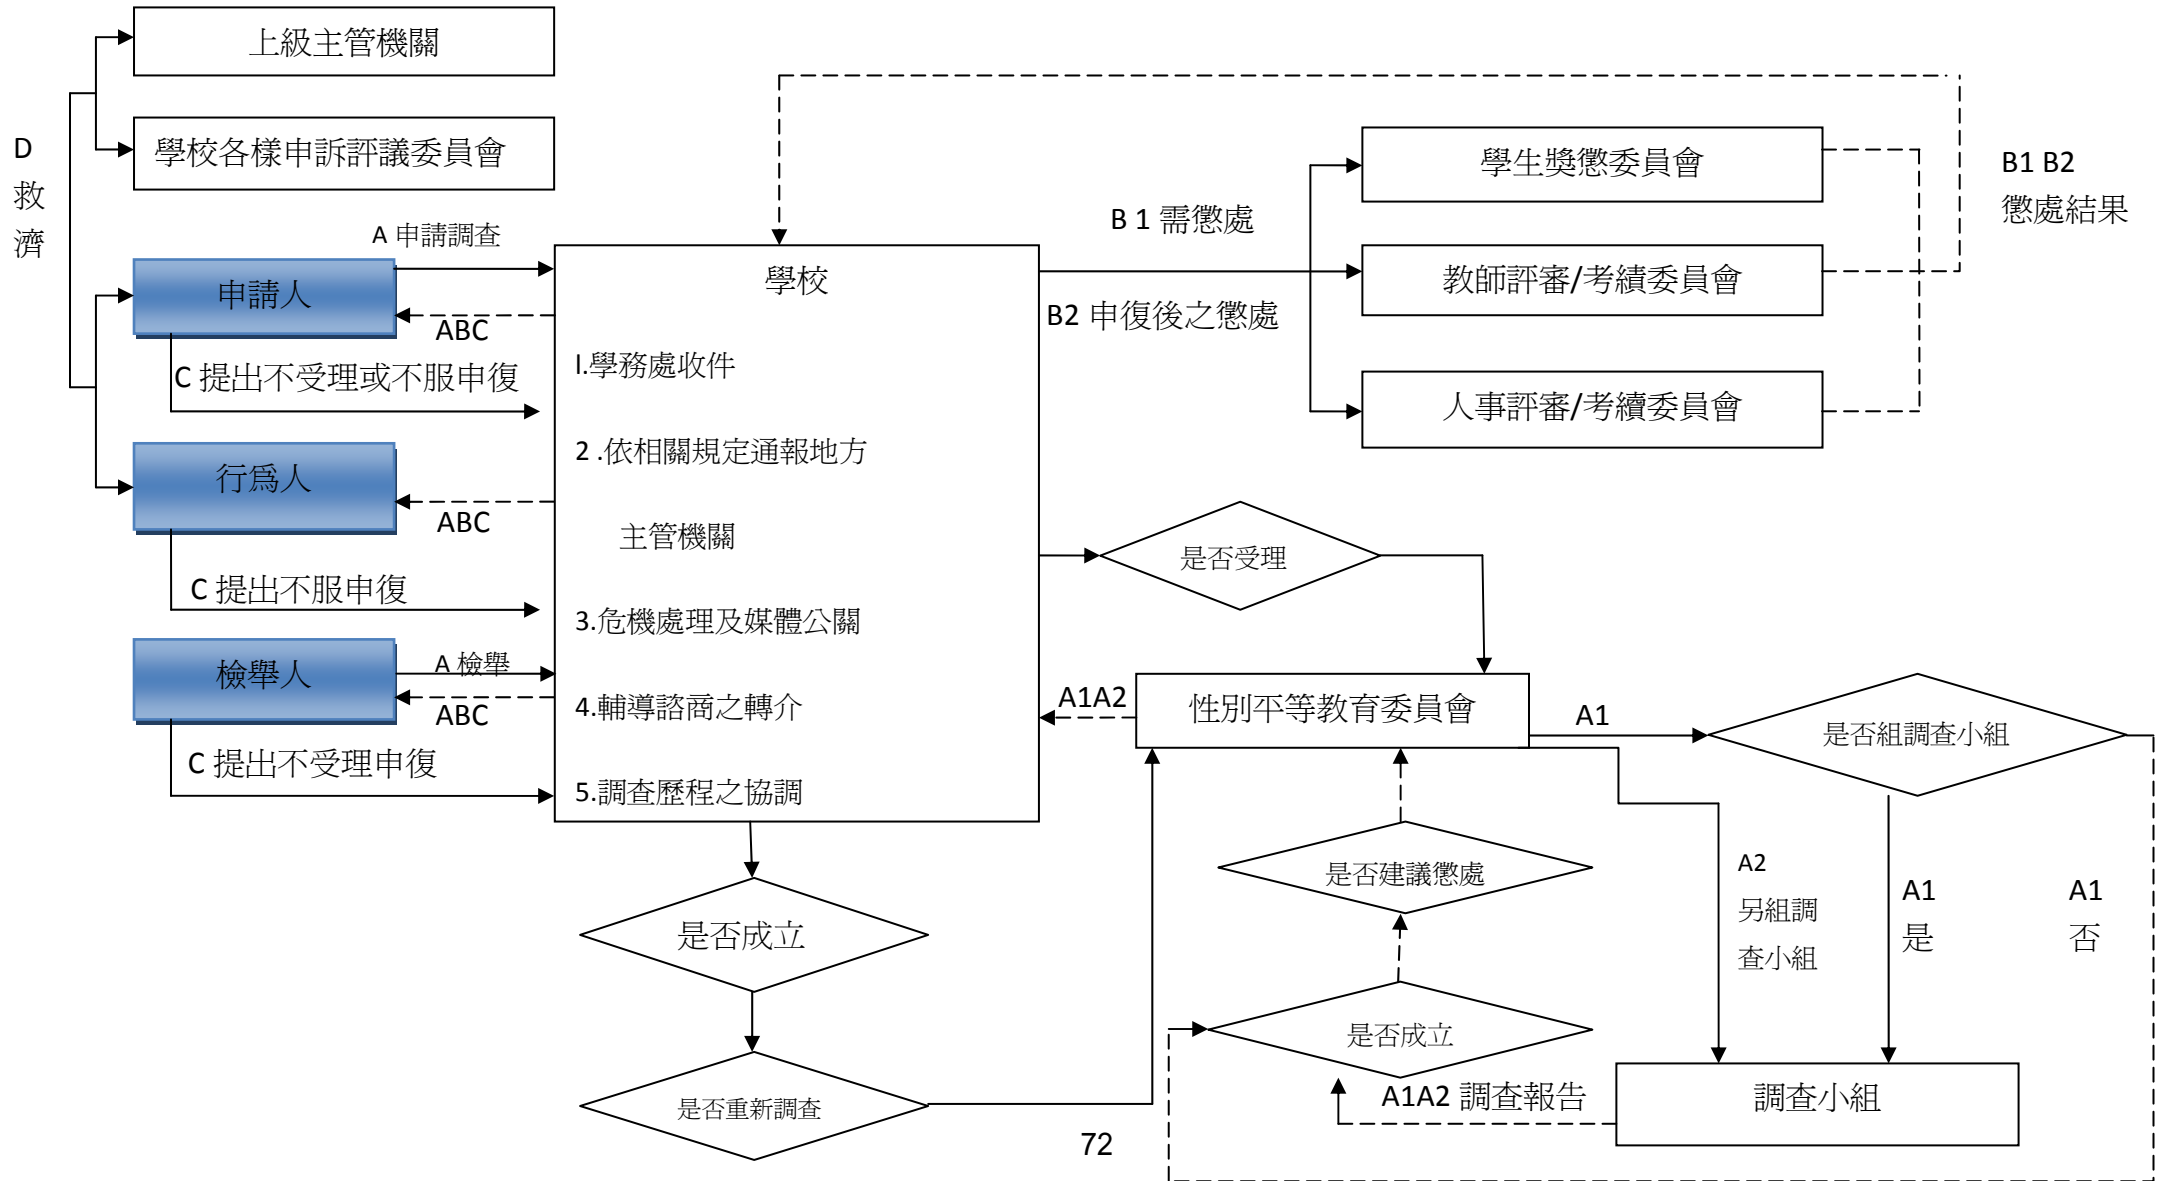 上級主管機關
學校各樣申訴評議委員會
D
救
濟
A 申請調查
申請人
ABC
C 提出不受理或不服申復
行為人
ABC
C 提出不服申復
檢舉人
A 檢舉
ABC
C 提出不受理申復
學校
I.學務處收件
2 .依相關規定通報地方
主管機關
3.危機處理及媒體公關
4.輔導諮商之轉介
5.調查歷程之協調
B 1 需懲處
B2 申復後之懲處
學生獎懲委員會
教師評審/考績委員會
人事評審/考績委員會
B1 B2
懲處結果
是否受理
A1A2
性別平等教育委員會
A1
是否組調查小組
是否建議懲處
A2
另組調
查小組
A1
是
A1
否
是否成立
是否成立
是否重新調查
A1A2 調查報告
調查小組
72